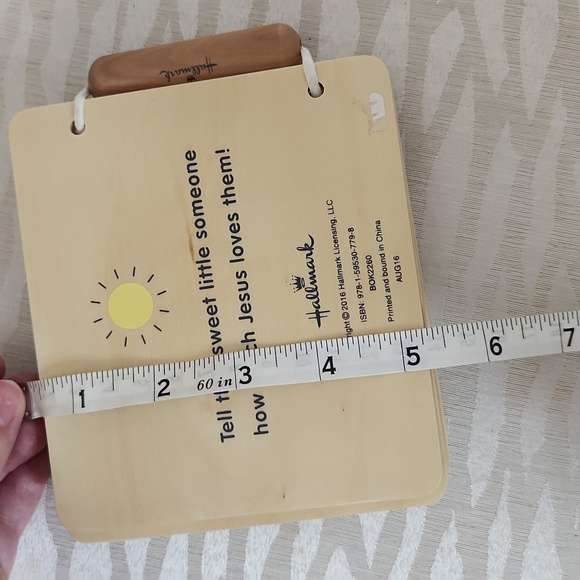 Hallmark
Tell th sweet little someone
how ch Jesus loves them!
Hallmark
right © 2016 Hallmark Licensing, LLC
ISBN: 978-1-59530-779-8
BOK2260
Printed and bound in China
AUG16
1 2 60 in 3 4 5 6 7